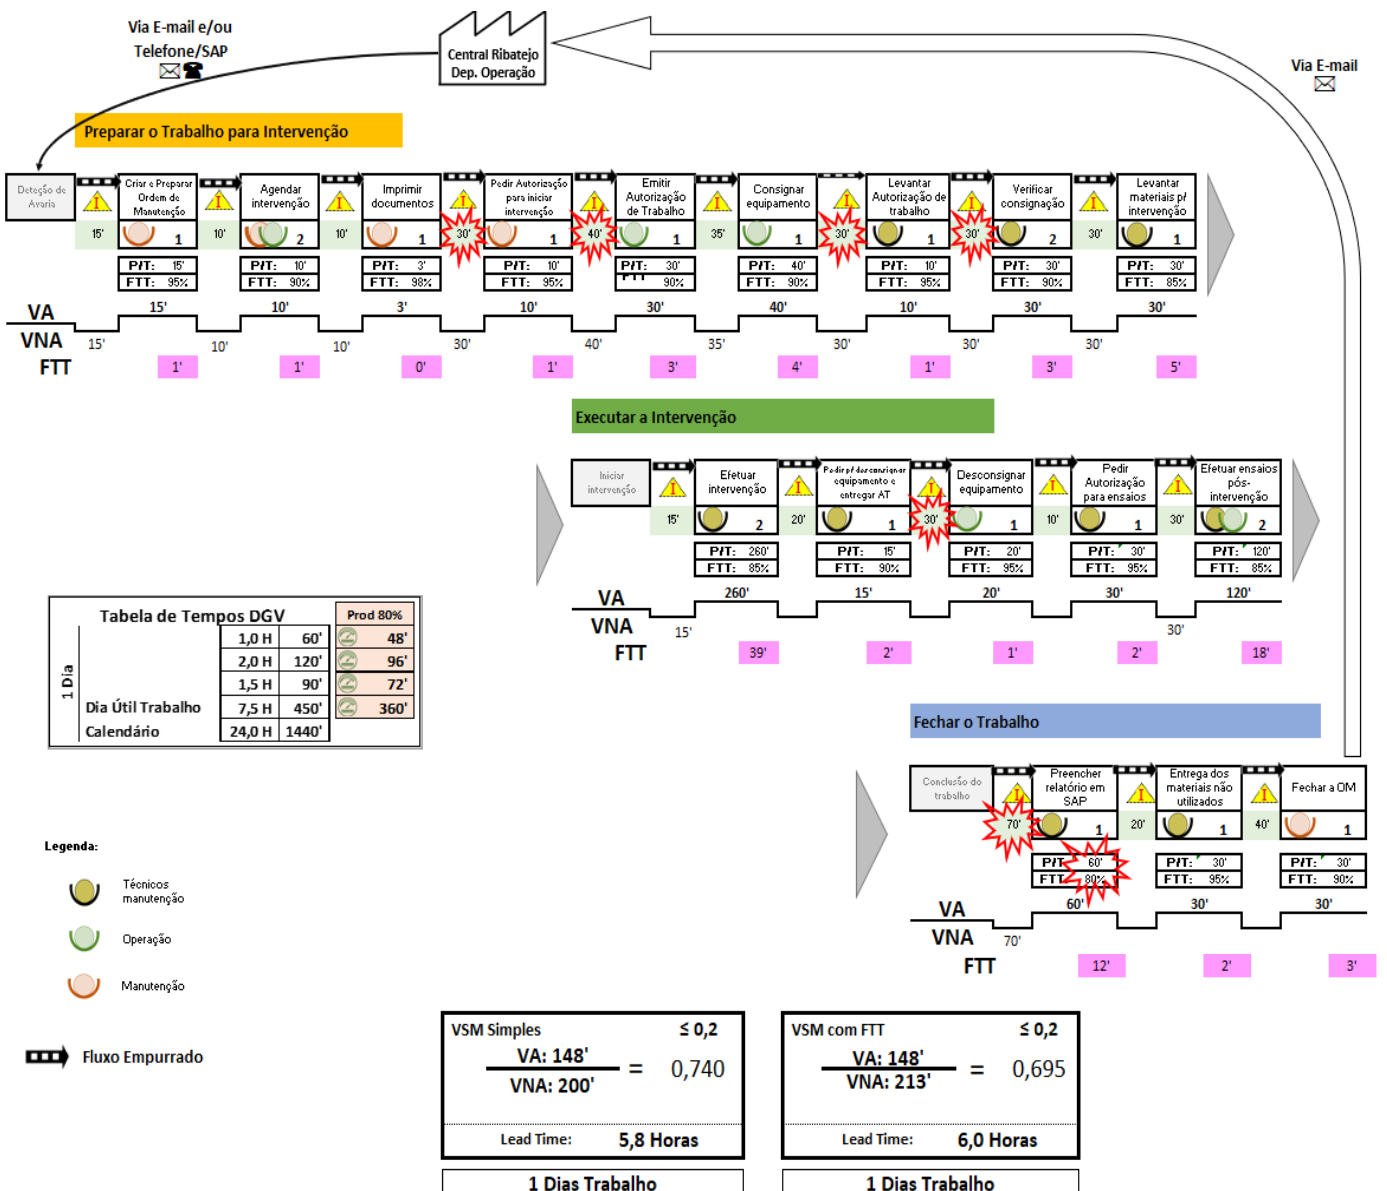 Via E-mail e/ou
Telefone/SAP
Central Ribatejo
Dep. Operação
Via E-mail
Preparar o Trabalho para Intervenção
Deteção de
Avaria
Criar e Preparar
Ordem de
Manutenção
Agendar
intervenção
Imprimir
documentos
Pedir Autorização
para iniciar
intervenção
Emitir
Autorização
de Trabalho
Consignar
equipamento
Levantar
Autorização de
trabalho
Verificar
consignação
Levantar
materiais p/
intervenção
I I I I I I I I I
15' 1 10' 2 10' 1 30' 1 40' 1 35' 1 30' 1 30' 2 30' 1
P/T: 15' P/T: 10' P/T: 3' P/T: 10' P/T: 30' P/T: 40' P/T: 10' P/T: 30' P/T: 30'
FTT: 95% FTT: 90% FTT: 98% FTT: 95% FTT 90% FTT: 90% FTT: 95% FTT: 90% FTT: 85%
VA 15' 10' 3' 10' 30' 40' 10' 30' 30'
VNA 15' 10' 10' 30' 40' 35' 30' 30' 30'
FTT 1' 1' 0' 1' 3' 4' 1' 3' 5'
Executar a Intervenção
Iniciar
intervenção
Efetuar
intervenção
Pedir p/ desconsignar
equipamento e
entregar AT
Desconsignar
equipamento
Pedir
Autorização
para ensaios
Efetuar ensaios
pós-
intervenção
I I I I I
15' 2 20' 1 30' 1 10' 1 30' 2
P/T: 260' P/T: 15' P/T: 20' P/T: 30' P/T: 120'
FTT: 85% FTT: 90% FTT: 95% FTT: 95% FTT: 85%
VA 260' 15' 20' 30' 120'
VNA 15' 30'
FTT 39' 2' 1' 2' 18'
Tabela de Tempos DGV Prod 80%
1 Dia
1,0 H 60' 48'
2,0 H 120' 96'
1,5 H 90' 72'
Dia Útil Trabalho 7,5 H 450' 360'
Calendário 24,0 H 1440'
Fechar o Trabalho
Conclusão do
trabalho
Preencher
relatório em
SAP
Entrega dos
materiais não
utilizados
Fechar a OM
I I I
70' 1 20' 1 40' 1
P/T: 60' P/T: 30' P/T: 30'
FTT: 80% FTT: 95% FTT: 90%
VA 60' 30' 30'
VNA 70'
FTT 12' 2' 3'
Legenda:
Técnicos
manutenção
Operação
Manutenção
Fluxo Empurrado
VSM Simples ≤ 0,2
VA: 148'
VNA: 200'
= 0,740
Lead Time: 5,8 Horas
1 Dias Trabalho
VSM com FTT ≤ 0,2
VA: 148'
VNA: 213'
= 0,695
Lead Time: 6,0 Horas
1 Dias Trabalho